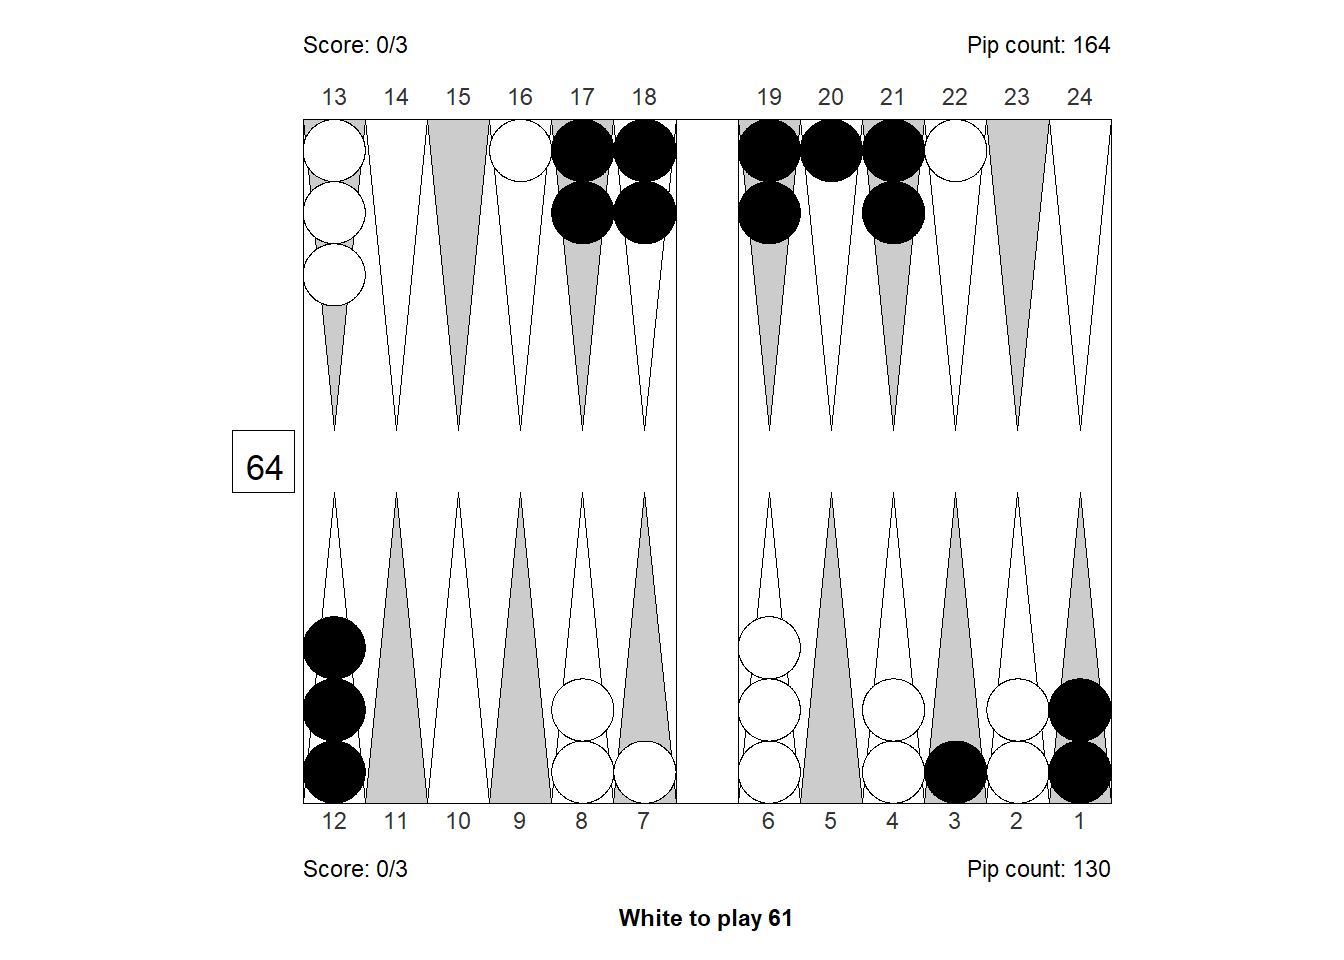 Score: 0/3 Pip count: 164
13 14 15 16 17 18 19 20 21 22 23 24
64
12 11 10 9 8 7 6 5 4 3 2 1
Score: 0/3 Pip count: 130
White to play 61